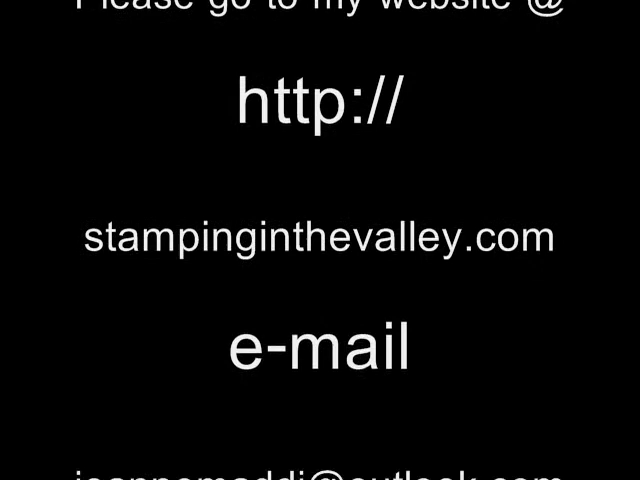 Please go to my website @
http://
stampinginthevalley.com
e-mail